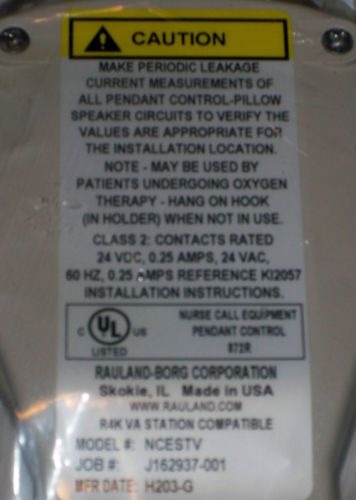 CAUTION
MAKE PERIODIC LEAKAGE
CURRENT MEASUREMENTS OF
ALL PENDANT CONTROL-PILLOW
SPEAKER CIRCUITS TO VERIFY THE
VALUES ARE APPROPRIATE FOR
THE INSTALLATION LOCATION.
NOTE - MAY BE USED BY
PATIENTS UNDERGOING OXYGEN
THERAPY - HANG ON HOOK
(IN HOLDER) WHEN NOT IN USE.
CLASS 2: CONTACTS RATED
24 VDC, 0.25 AMPS, 24 VAC,
60 HZ, 0.25 AMPS REFERENCE KI2057
INSTALLATION INSTRUCTIONS.
C UL US
LISTED
NURSE CALL EQUIPMENT
PENDANT CONTROL
872R
RAULAND-BORG CORPORATION
Skokie, IL Made in USA
WWW.RAULAND.COM
R4K VA STATION COMPATIBLE
MODEL #: NCESTV
JOB #: J162937-001
MFR DATE: H203-G